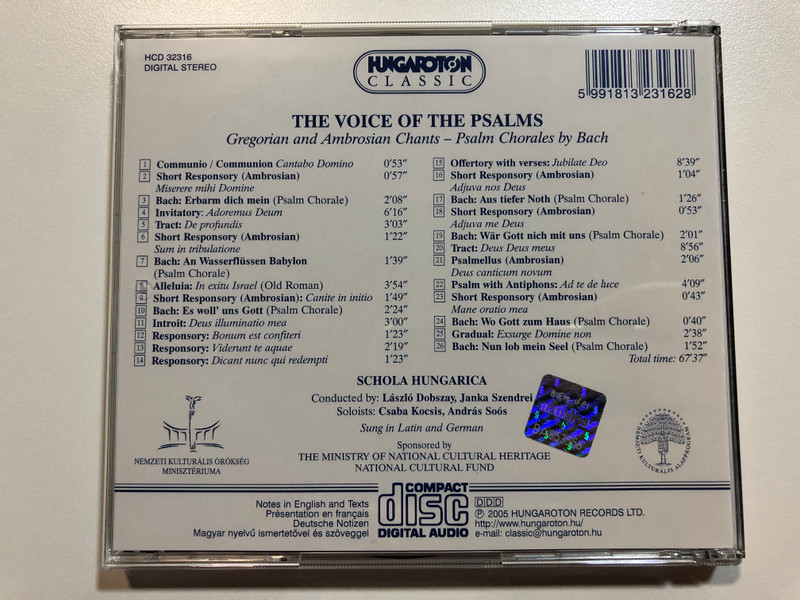 HCD 32316
DIGITAL STEREO
HUNGAROTON
CLASSIC
5 991813 231628
THE VOICE OF THE PSALMS
Gregorian and Ambrosian Chants – Psalm Chorales by Bach
1 Communio / Communion Cantabo Domino 0'53"
2 Short Responsory (Ambrosian) 0'57"
Miserere mihi Domine
3 Bach: Erbarm dich mein (Psalm Chorale) 2'08"
4 Invitatory: Adoremus Deum 6'16"
5 Tract: De profundis 3'03"
6 Short Responsory (Ambrosian) 1'22"
Sum in tribulatione
7 Bach: An Wasserflüssen Babylon 1'39"
(Psalm Chorale)
8 Alleluia: In exitu Israel (Old Roman) 3'54"
9 Short Responsory (Ambrosian): Canite in initio 1'49"
10 Bach: Es woll' uns Gott (Psalm Chorale) 2'24"
11 Introit: Deus illuminatio mea 3'00"
12 Responsory: Bonum est confiteri 1'23"
13 Responsory: Viderunt te aquae 2'19"
14 Responsory: Dicant nunc qui redempti 1'23"
15 Offertory with verses: Jubilate Deo 8'39"
16 Short Responsory (Ambrosian) 1'04"
Adjuva nos Deus
17 Bach: Aus tiefer Noth (Psalm Chorale) 1'26"
18 Short Responsory (Ambrosian) 0'53"
Adjuva me Deus
19 Bach: Wär Gott nich mit uns (Psalm Chorale) 2'01"
20 Tract: Deus Deus meus 8'56"
21 Psalmellus (Ambrosian) 2'06"
Deus canticum novum
22 Psalm with Antiphons: Ad te de luce 4'09"
23 Short Responsory (Ambrosian) 0'43"
Mane oratio mea
24 Bach: Wo Gott zum Haus (Psalm Chorale) 0'40"
25 Gradual: Exsurge Domine non 2'38"
26 Bach: Nun lob mein Seel (Psalm Chorale) 1'52"
Total time: 67'37"
SCHOLA HUNGARICA
Conducted by: László Dobszay, Janka Szendrei
Soloists: Csaba Kocsis, András Soós
Sung in Latin and German
Sponsored by
THE MINISTRY OF NATIONAL CULTURAL HERITAGE
NATIONAL CULTURAL FUND
NEMZETI KULTURÁLIS ÖRÖKSÉG
MINISZTÉRIUMA
NEMZETI KULTURÁLIS ALAPPROGRAM
Notes in English and Texts
Présentation en français
Deutsche Notizen
Magyar nyelvű ismertetővel és szöveggel
COMPACT
disc
DIGITAL AUDIO
DDD
Ⓟ © 2005 HUNGAROTON RECORDS LTD.
http://www.hungaroton.hu/
e-mail: classic@hungaroton.hu